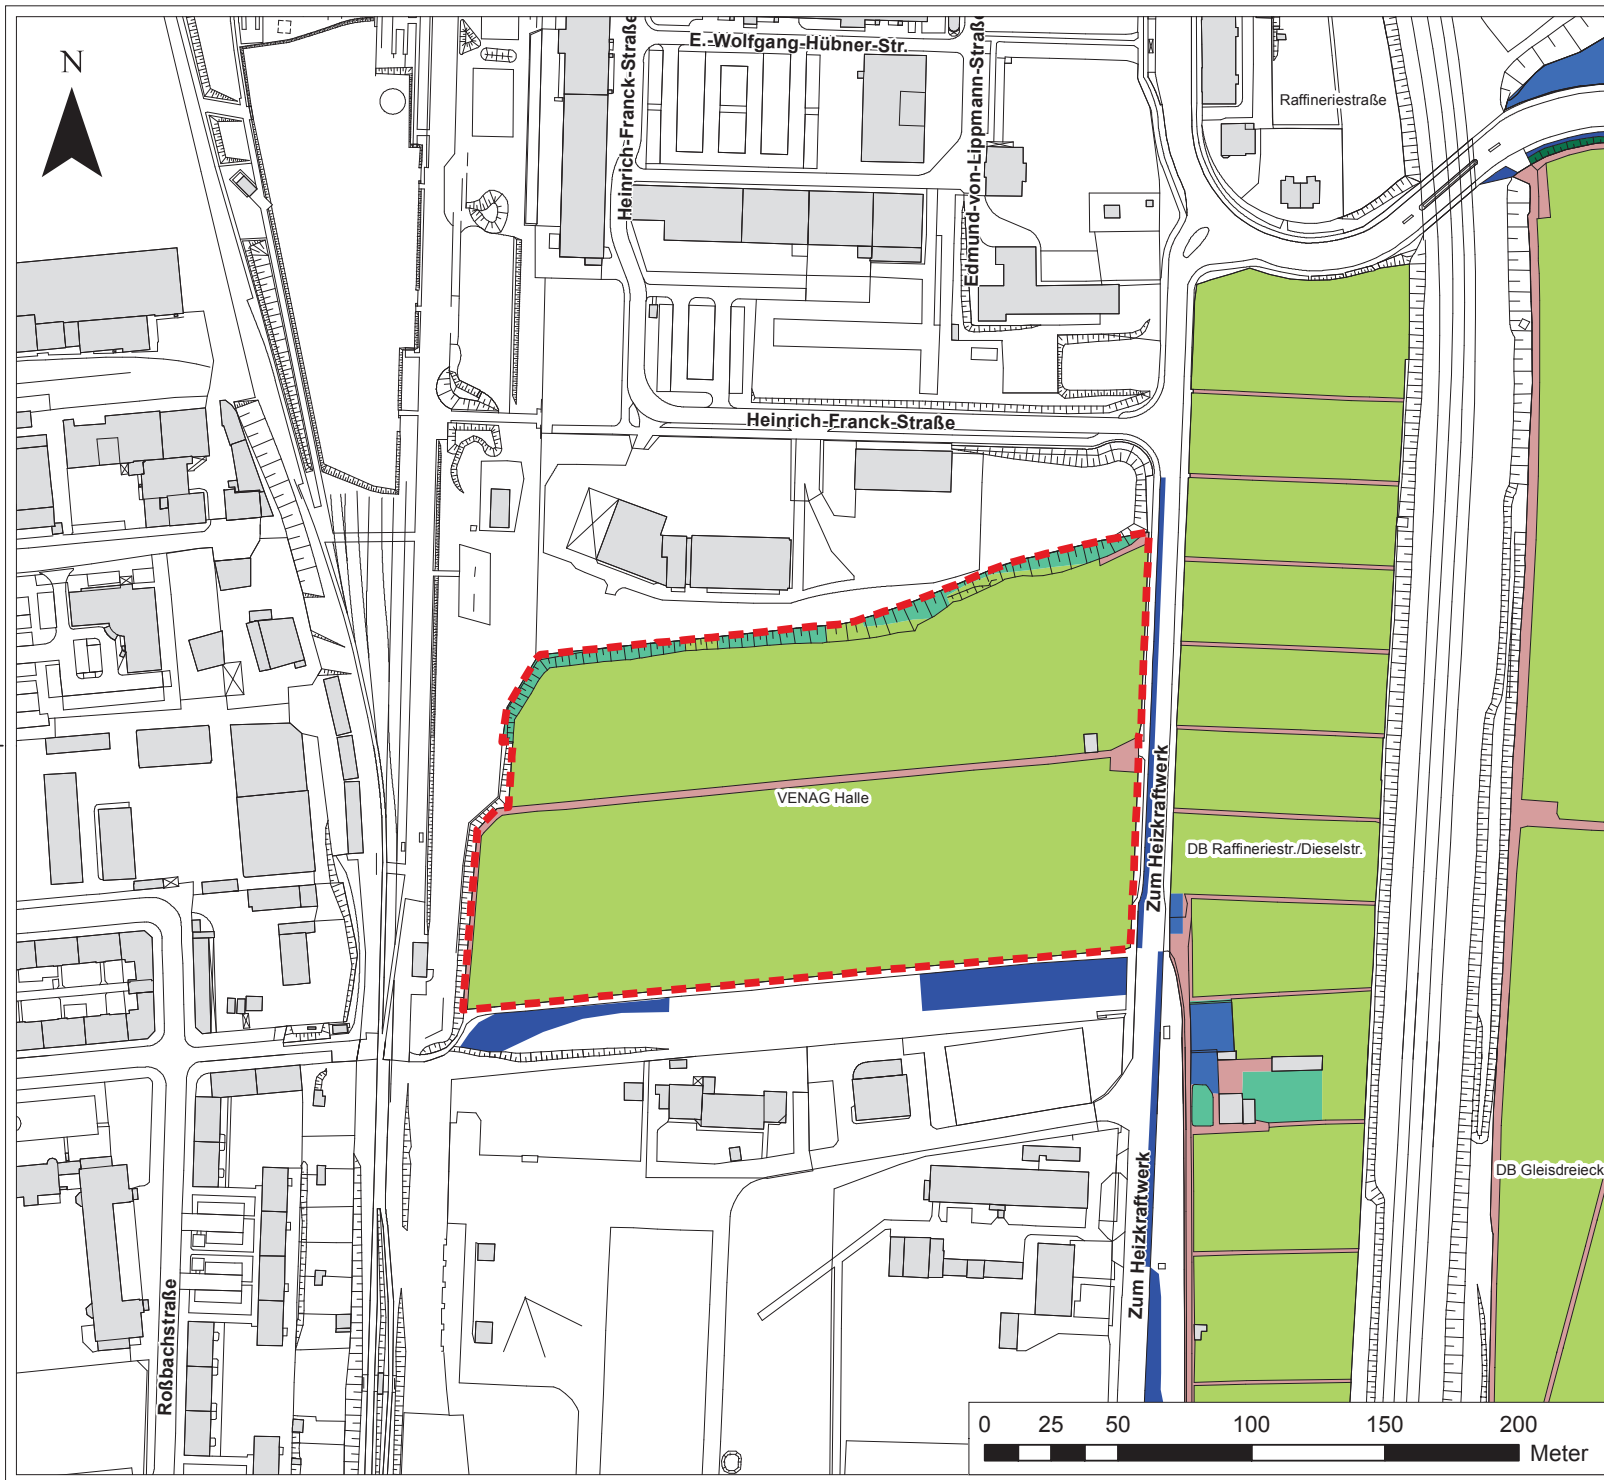 N
E.-Wolfgang-Hübner-Str.
Heinrich-Franck-Straße
Edmund-von-Lippmann-Straße
Raffineriestraße
Heinrich-Franck-Straße
VENAG Halle
Zum Heizkraftwerk
DB Raffineriestr./Dieselstr.
DB Gleisdreieck
Zum Heizkraftwerk
Roßbachstraße
0 25 50 100 150 200
Meter